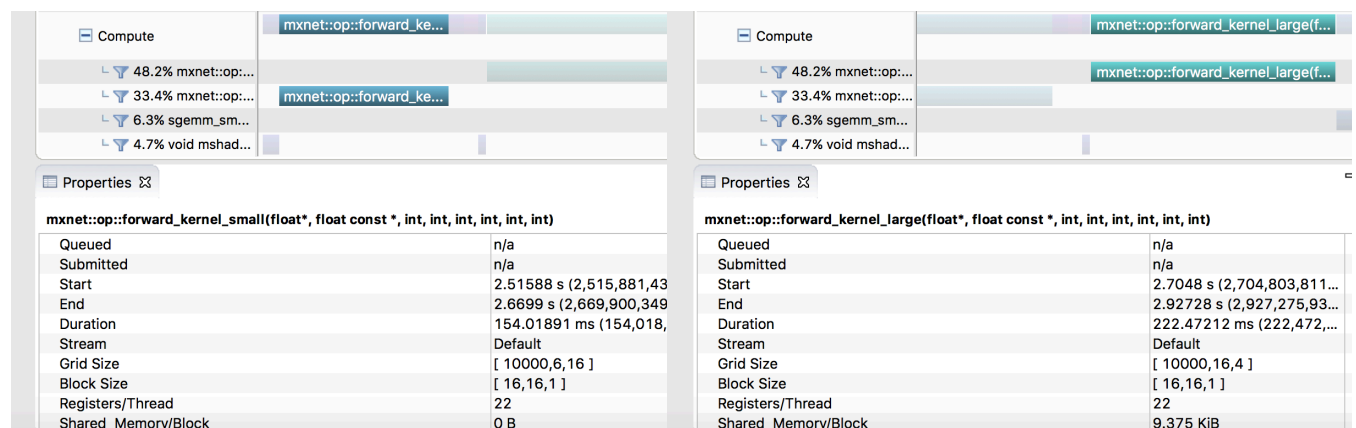 Compute
mxnet::op::forward_ke...
48.2% mxnet::op:...
33.4% mxnet::op:...
mxnet::op::forward_ke...
6.3% sgemm_sm...
4.7% void mshad...
Properties
mxnet::op::forward_kernel_small(float*, float const *, int, int, int, int, int, int)
Queued n/a
Submitted n/a
Start 2.51588 s (2,515,881,43
End 2.6699 s (2,669,900,349
Duration 154.01891 ms (154,018,
Stream Default
Grid Size [ 10000,6,16 ]
Block Size [ 16,16,1 ]
Registers/Thread 22
Shared Memory/Block 0 B
Compute
mxnet::op::forward_kernel_large(f...
48.2% mxnet::op:...
mxnet::op::forward_kernel_large(f...
33.4% mxnet::op:...
6.3% sgemm_sm...
4.7% void mshad...
Properties
mxnet::op::forward_kernel_large(float*, float const *, int, int, int, int, int, int)
Queued n/a
Submitted n/a
Start 2.7048 s (2,704,803,811...
End 2.92728 s (2,927,275,93...
Duration 222.47212 ms (222,472,...
Stream Default
Grid Size [ 10000,16,4 ]
Block Size [ 16,16,1 ]
Registers/Thread 22
Shared Memory/Block 9.375 KiB